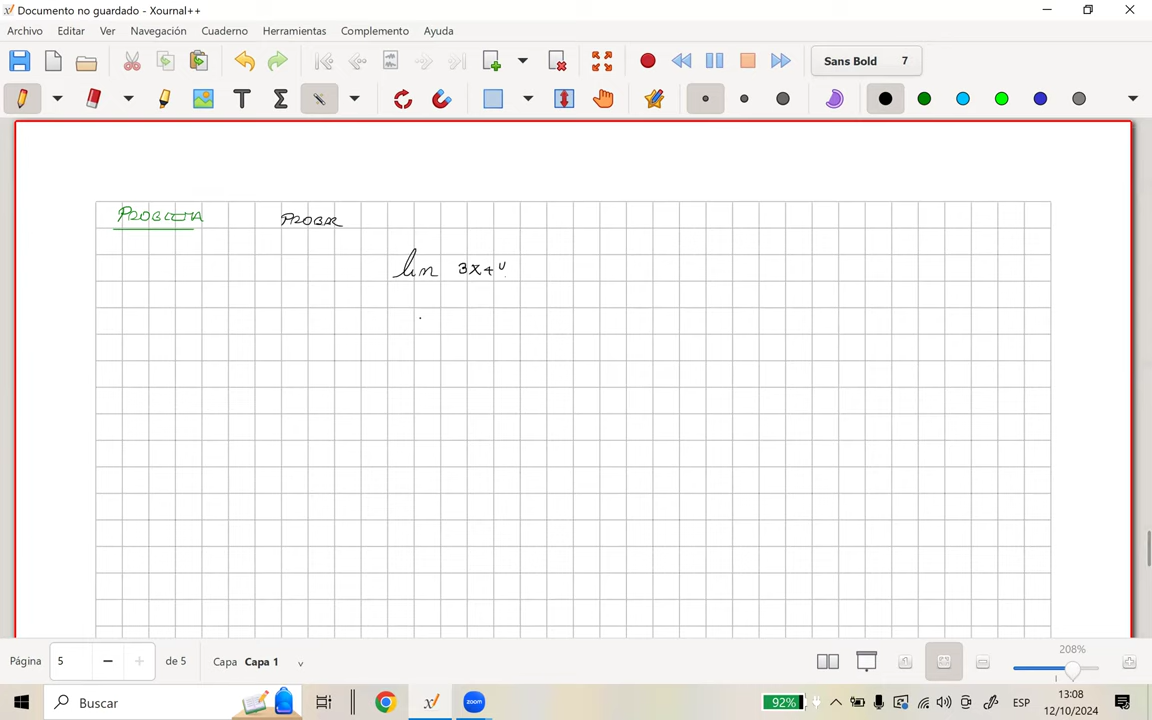 Documento no guardado - Xournal++
Archivo Editar Ver Navegación Cuaderno Herramientas Complemento Ayuda
Sans Bold 7
PROBLEMA PROBAR
lim 3x+4
Página 5 de 5 Capa Capa 1 208%
Buscar 92% ESP 13:08
12/10/2024